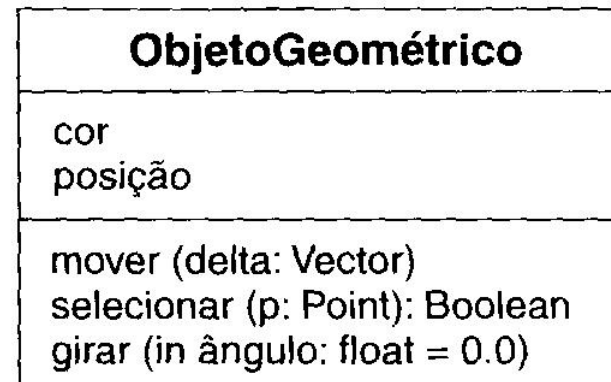 ObjetoGeométrico
cor
posição
mover (delta: Vector)
selecionar (p: Point): Boolean
girar (in ângulo: float = 0.0)